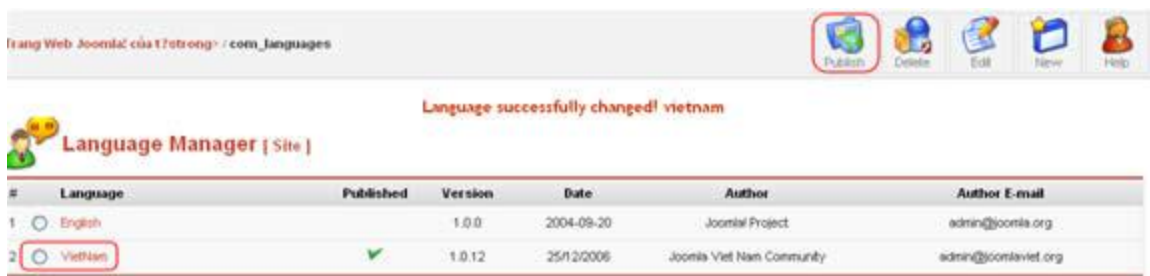 Trang Web Joomla! của t?strong> / com_languages
Publish Delete Edit New Help
Language successfully changed! vietnam
Language Manager [ Site ]
# Language Published Version Date Author Author E-mail
1 English 1.0.0 2004-09-20 Joomla! Project admin@joomla.org
2 VietNam 1.0.12 25/12/2006 Joomla Viet Nam Community admin@joomlaviet.org